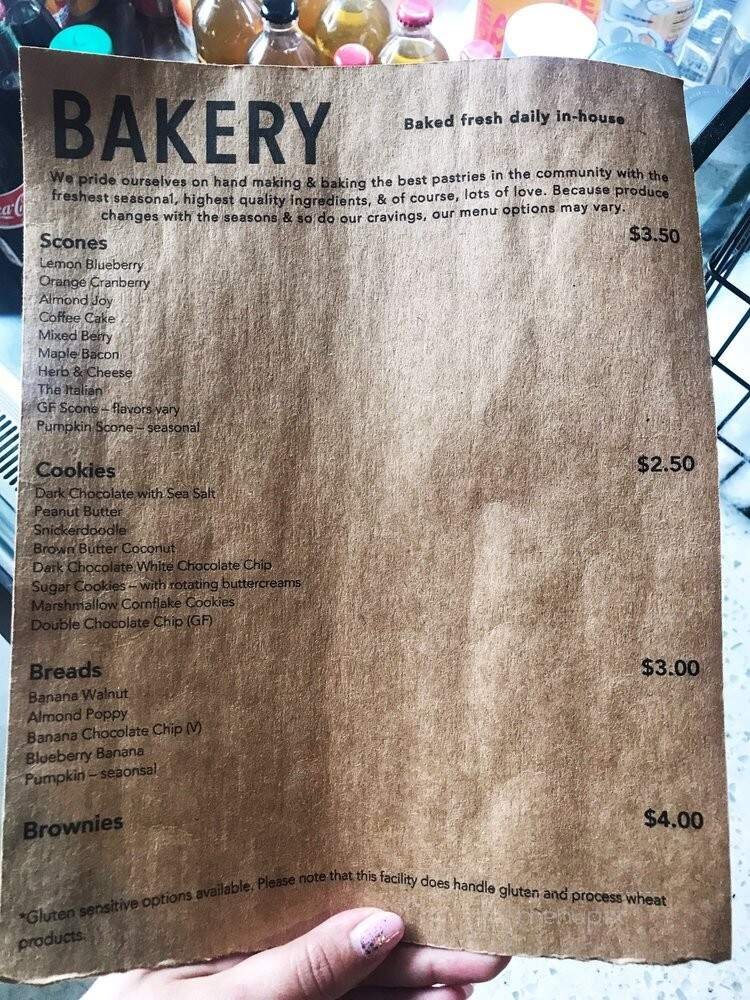 BAKERY
Baked fresh daily in-house
We pride ourselves on hand making & baking the best pastries in the community with the
freshest seasonal, highest quality ingredients, & of course, lots of love. Because produce
changes with the seasons & so do our cravings, our menu options may vary.
Scones $3.50
Lemon Blueberry
Orange Cranberry
Almond Joy
Coffee Cake
Mixed Berry
Maple Bacon
Herb & Cheese
The Italian
GF Scone – flavors vary
Pumpkin Scone – seasonal
Cookies $2.50
Dark Chocolate with Sea Salt
Peanut Butter
Snickerdoodle
Brown Butter Coconut
Dark Chocolate White Chocolate Chip
Sugar Cookies – with rotating buttercreams
Marshmallow Cornflake Cookies
Double Chocolate Chip (GF)
Breads $3.00
Banana Walnut
Almond Poppy
Banana Chocolate Chip (V)
Blueberry Banana
Pumpkin – seaonsal
Brownies $4.00
*Gluten sensitive options available. Please note that this facility does handle gluten and process wheat
products.